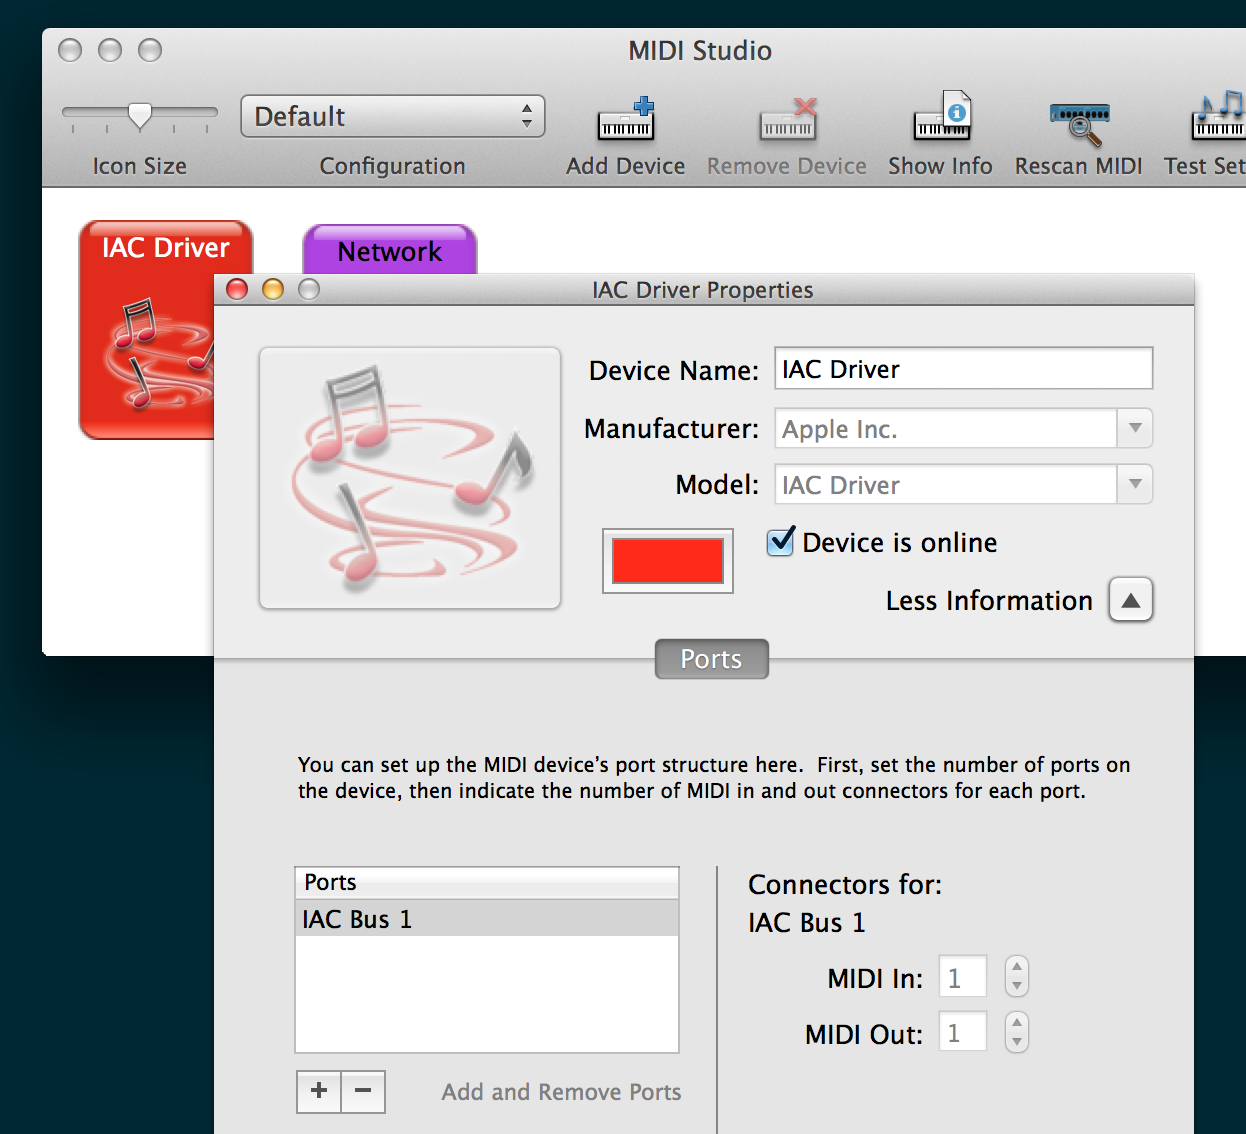 MIDI Studio
Default
Icon Size
Configuration
Add Device
Remove Device
Show Info
Rescan MIDI
Test Set
IAC Driver
Network
IAC Driver Properties
Device Name: IAC Driver
Manufacturer: Apple Inc.
Model: IAC Driver
Device is online
Less Information
Ports
You can set up the MIDI device's port structure here.  First, set the number of ports on
the device, then indicate the number of MIDI in and out connectors for each port.
Ports
IAC Bus 1
+ −
Add and Remove Ports
Connectors for:
IAC Bus 1
MIDI In: 1
MIDI Out: 1